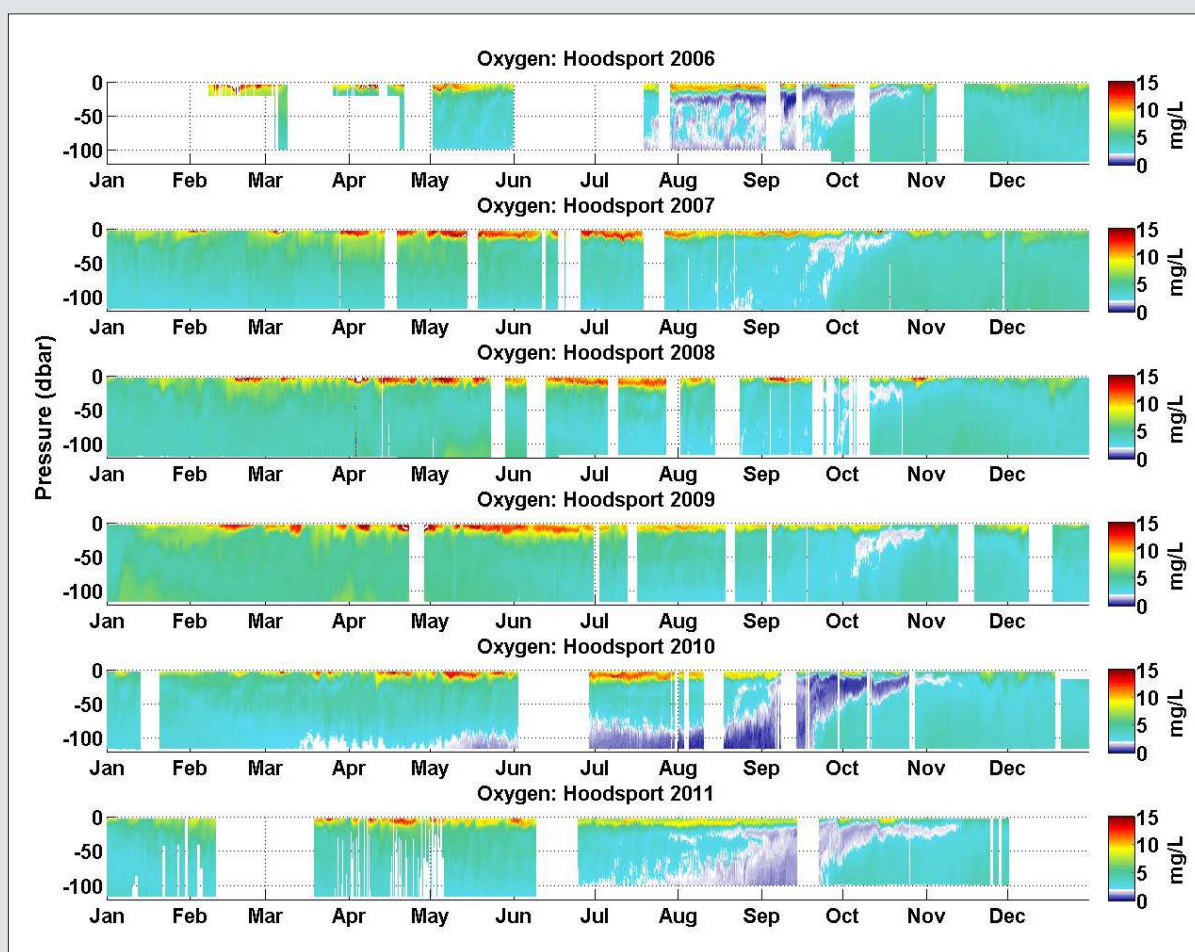 Oxygen: Hoodsport 2006
0
-50
-100
15
10
5
0
mg/L
Jan Feb Mar Apr May Jun Jul Aug Sep Oct Nov Dec
Oxygen: Hoodsport 2007
0
-50
-100
15
10
5
0
mg/L
Jan Feb Mar Apr May Jun Jul Aug Sep Oct Nov Dec
Oxygen: Hoodsport 2008
0
-50
-100
15
10
5
0
mg/L
Jan Feb Mar Apr May Jun Jul Aug Sep Oct Nov Dec
Pressure (dbar)
Oxygen: Hoodsport 2009
0
-50
-100
15
10
5
0
mg/L
Jan Feb Mar Apr May Jun Jul Aug Sep Oct Nov Dec
Oxygen: Hoodsport 2010
0
-50
-100
15
10
5
0
mg/L
Jan Feb Mar Apr May Jun Jul Aug Sep Oct Nov Dec
Oxygen: Hoodsport 2011
0
-50
-100
15
10
5
0
mg/L
Jan Feb Mar Apr May Jun Jul Aug Sep Oct Nov Dec